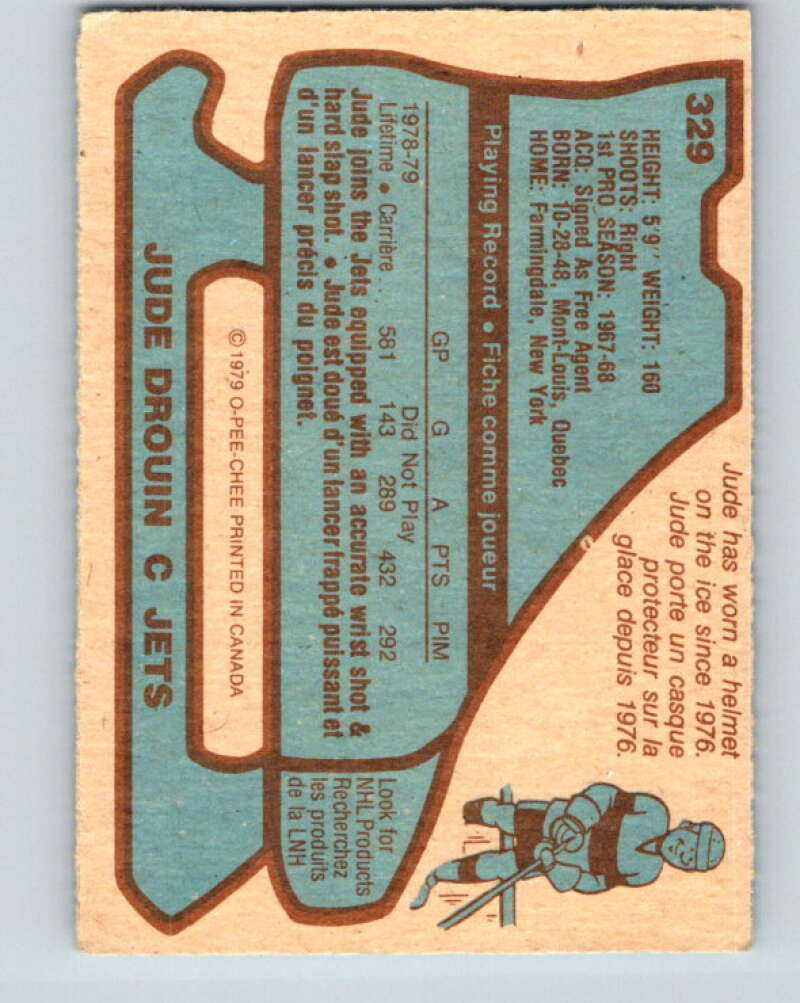 329
HEIGHT: 5'9" WEIGHT: 160
SHOOTS: Right
1st PRO SEASON: 1967-68
ACQ: Signed As Free Agent
BORN: 10-28-48, Mont-Louis, Quebec
HOME: Farmingdale, New York
Jude has worn a helmet
on the ice since 1976.
Jude porte un casque
protecteur sur la
glace depuis 1976.
Playing Record • Fiche comme joueur
GP G A PTS PIM
1978-79 Did Not Play
Lifetime • Carrière .. 581 143 289 432 292
Jude joins the Jets equipped with an accurate wrist shot &
hard slap shot. • Jude est doué d'un lancer frappé puissant et
d'un lancer précis du poignet.
Look for
NHL Products
Recherchez
les produits
de la LNH
©1979 O-PEE-CHEE PRINTED IN CANADA
JUDE DROUIN C JETS